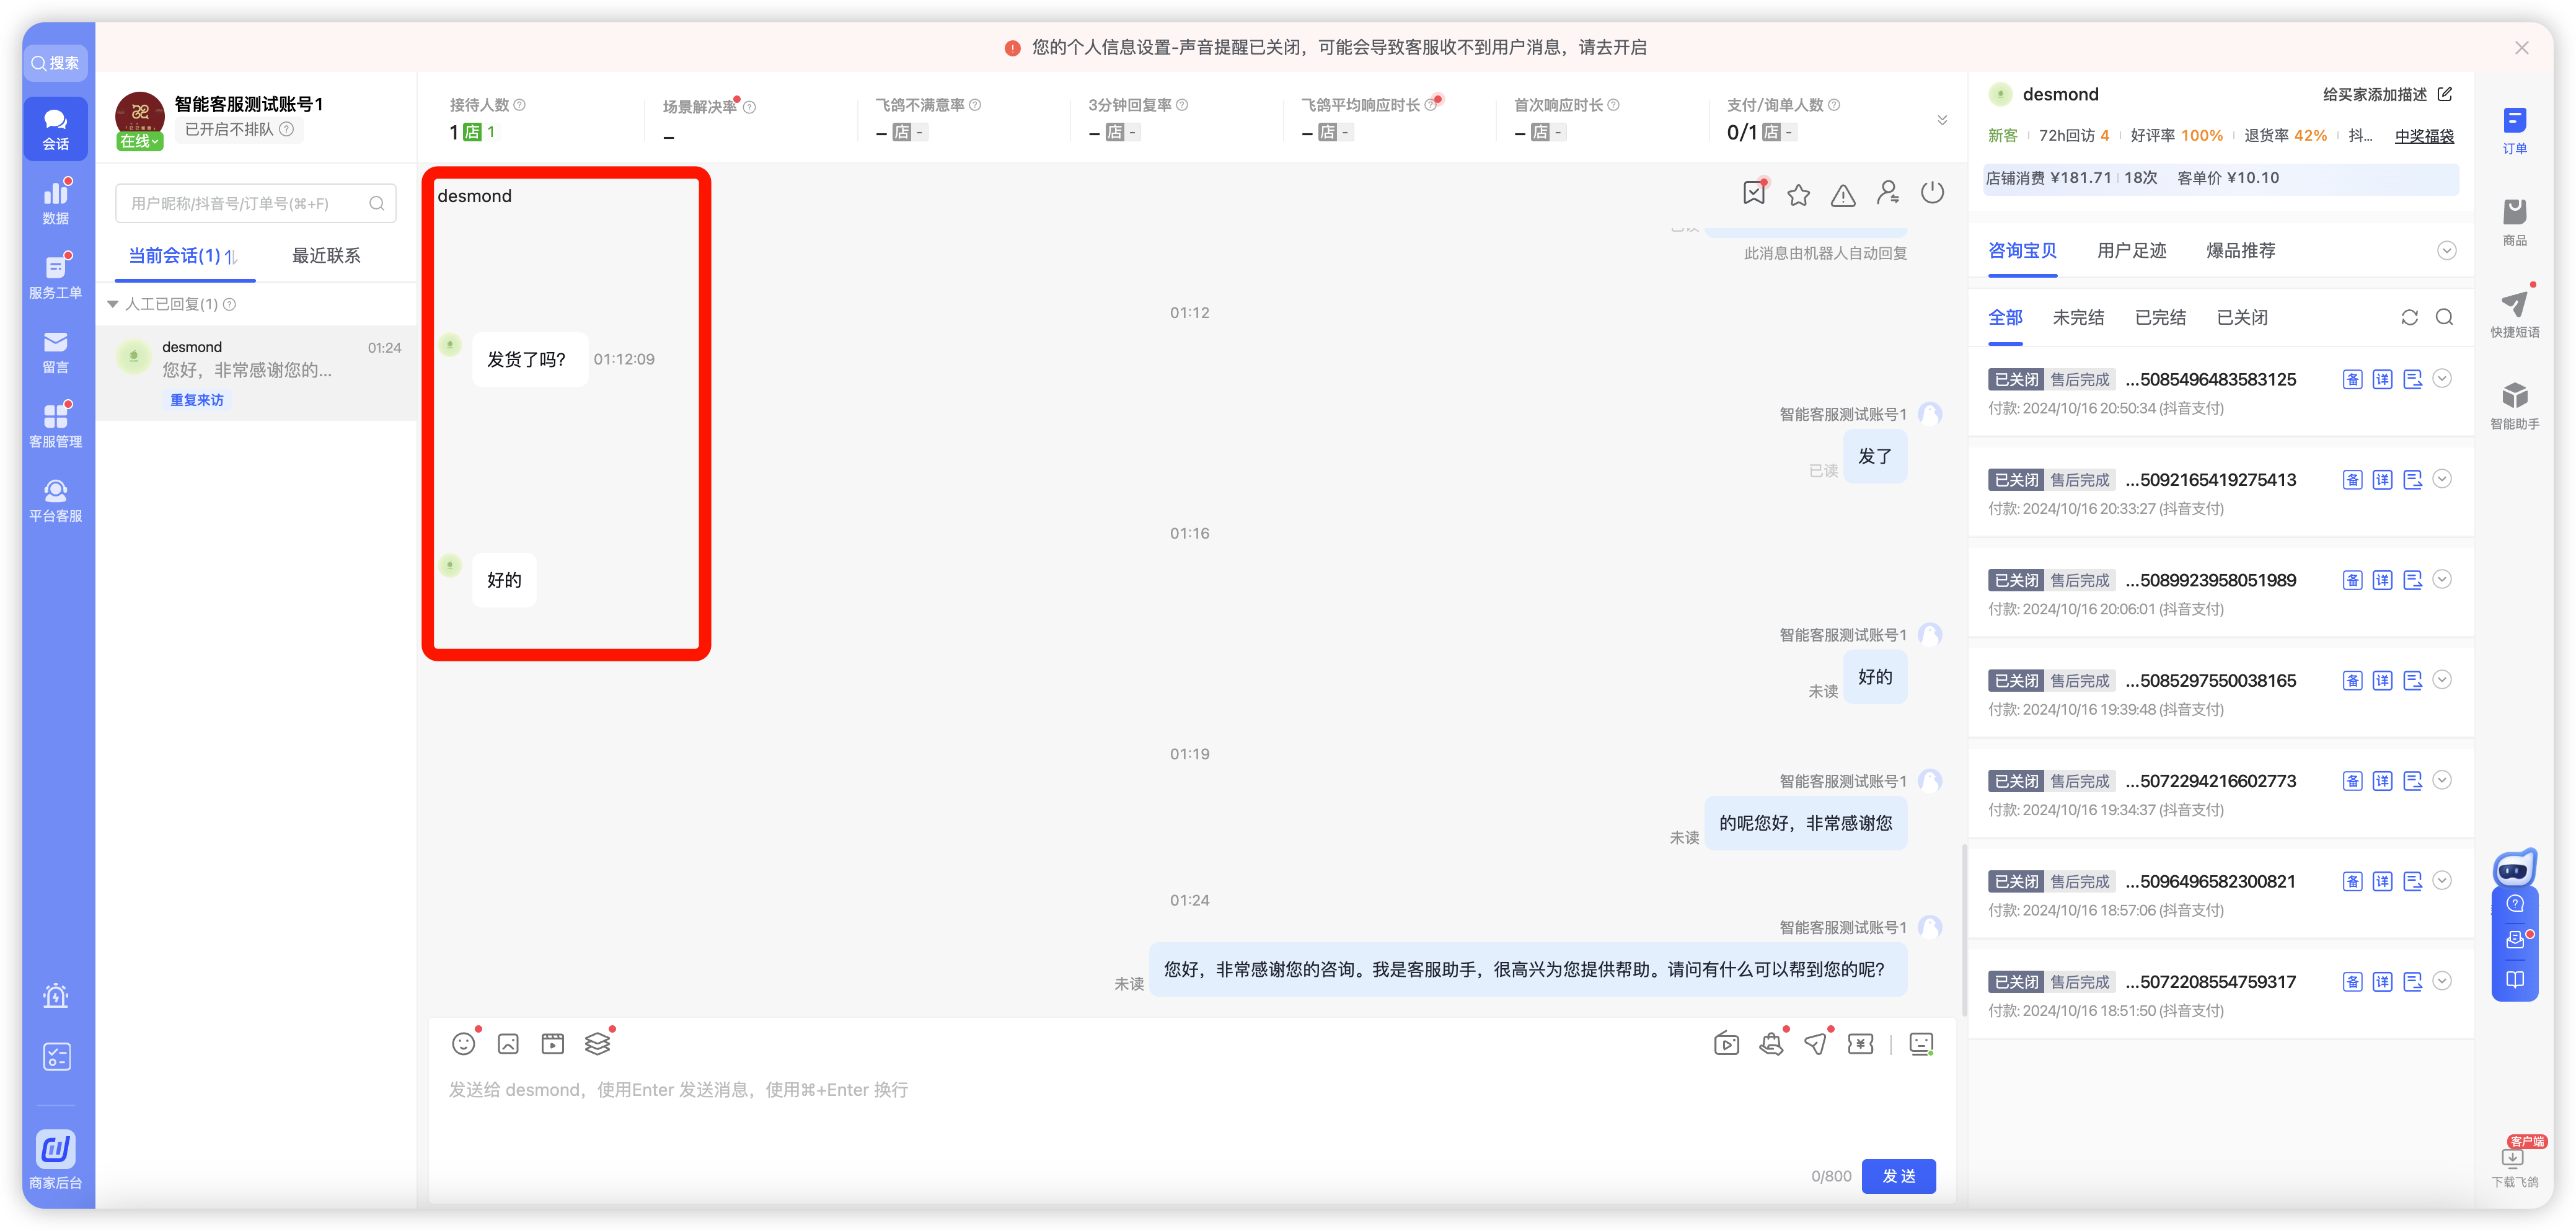 搜索
会话
数据
服务工单
留言
客服管理
平台客服
商家后台
您的个人信息设置-声音提醒已关闭，可能会导致客服收不到用户消息，请去开启
智能客服测试账号1
已开启不排队
在线
用户昵称/抖音号/订单号(⌘+F)
当前会话(1)
最近联系
人工已回复(1)
desmond
01:24
您好，非常感谢您的...
重复来访
接待人数
1 店 1
场景解决率
–
飞鸽不满意率
– 店 -
3分钟回复率
– 店 -
飞鸽平均响应时长
– 店 -
首次响应时长
– 店 -
支付/询单人数
0/1 店 -
desmond
此消息由机器人自动回复
01:12
发货了吗?
01:12:09
智能客服测试账号1
已读
发了
01:16
好的
智能客服测试账号1
未读
好的
01:19
智能客服测试账号1
未读
的呢您好，非常感谢您
01:24
智能客服测试账号1
未读
您好，非常感谢您的咨询。我是客服助手，很高兴为您提供帮助。请问有什么可以帮到您的呢?
发送给 desmond，使用Enter 发送消息，使用⌘+Enter 换行
0/800
发 送
desmond
给买家添加描述
新客 72h回访 4 好评率 100% 退货率 42% 抖... 中奖福袋
店铺消费 ¥181.71 18次 客单价 ¥10.10
咨询宝贝 用户足迹 爆品推荐
全部 未完结 已完结 已关闭
已关闭 售后完成 ...5085496483583125 备 详
付款: 2024/10/16 20:50:34 (抖音支付)
已关闭 售后完成 ...5092165419275413 备 详
付款: 2024/10/16 20:33:27 (抖音支付)
已关闭 售后完成 ...5089923958051989 备 详
付款: 2024/10/16 20:06:01 (抖音支付)
已关闭 售后完成 ...5085297550038165 备 详
付款: 2024/10/16 19:39:48 (抖音支付)
已关闭 售后完成 ...5072294216602773 备 详
付款: 2024/10/16 19:34:37 (抖音支付)
已关闭 售后完成 ...5096496582300821 备 详
付款: 2024/10/16 18:57:06 (抖音支付)
已关闭 售后完成 ...5072208554759317 备 详
付款: 2024/10/16 18:51:50 (抖音支付)
订单
商品
快捷短语
智能助手
客户端
下载飞鸽